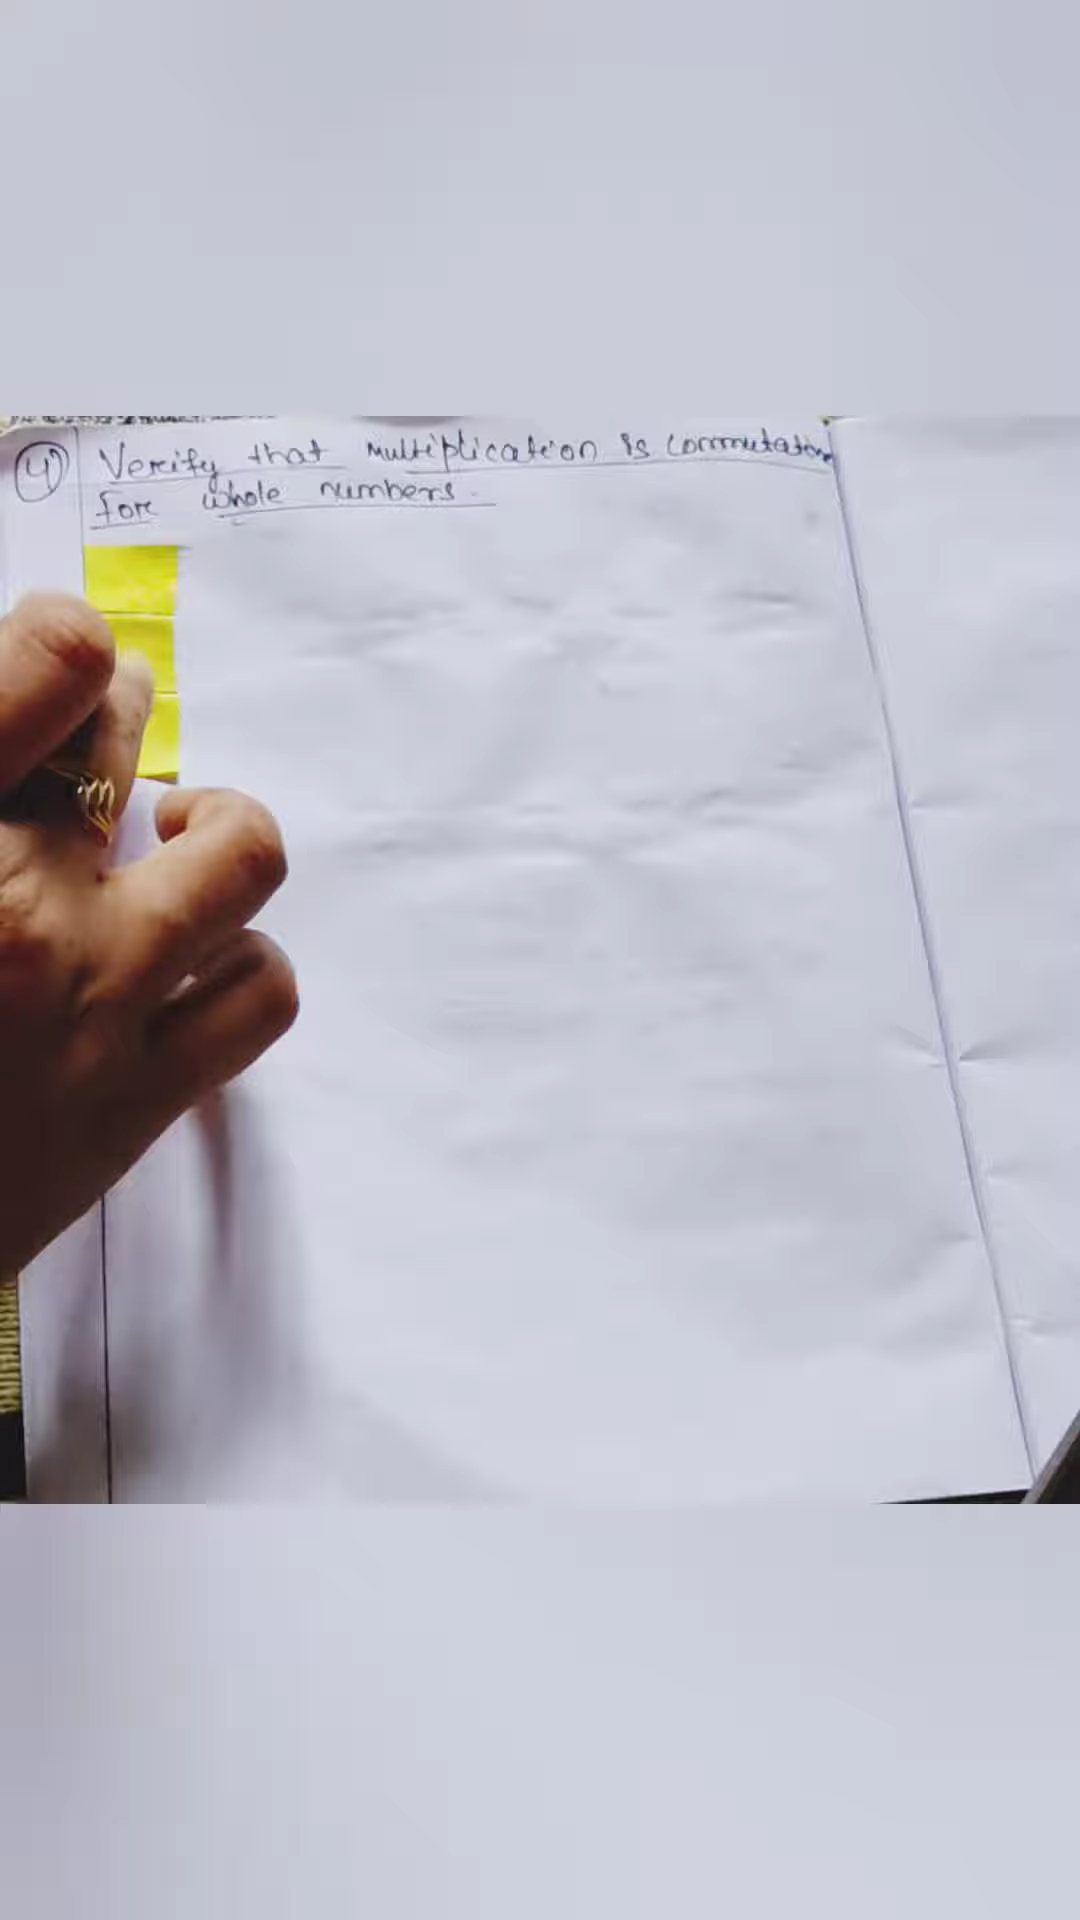 4 Verify that multiplication is commutative
for whole numbers.